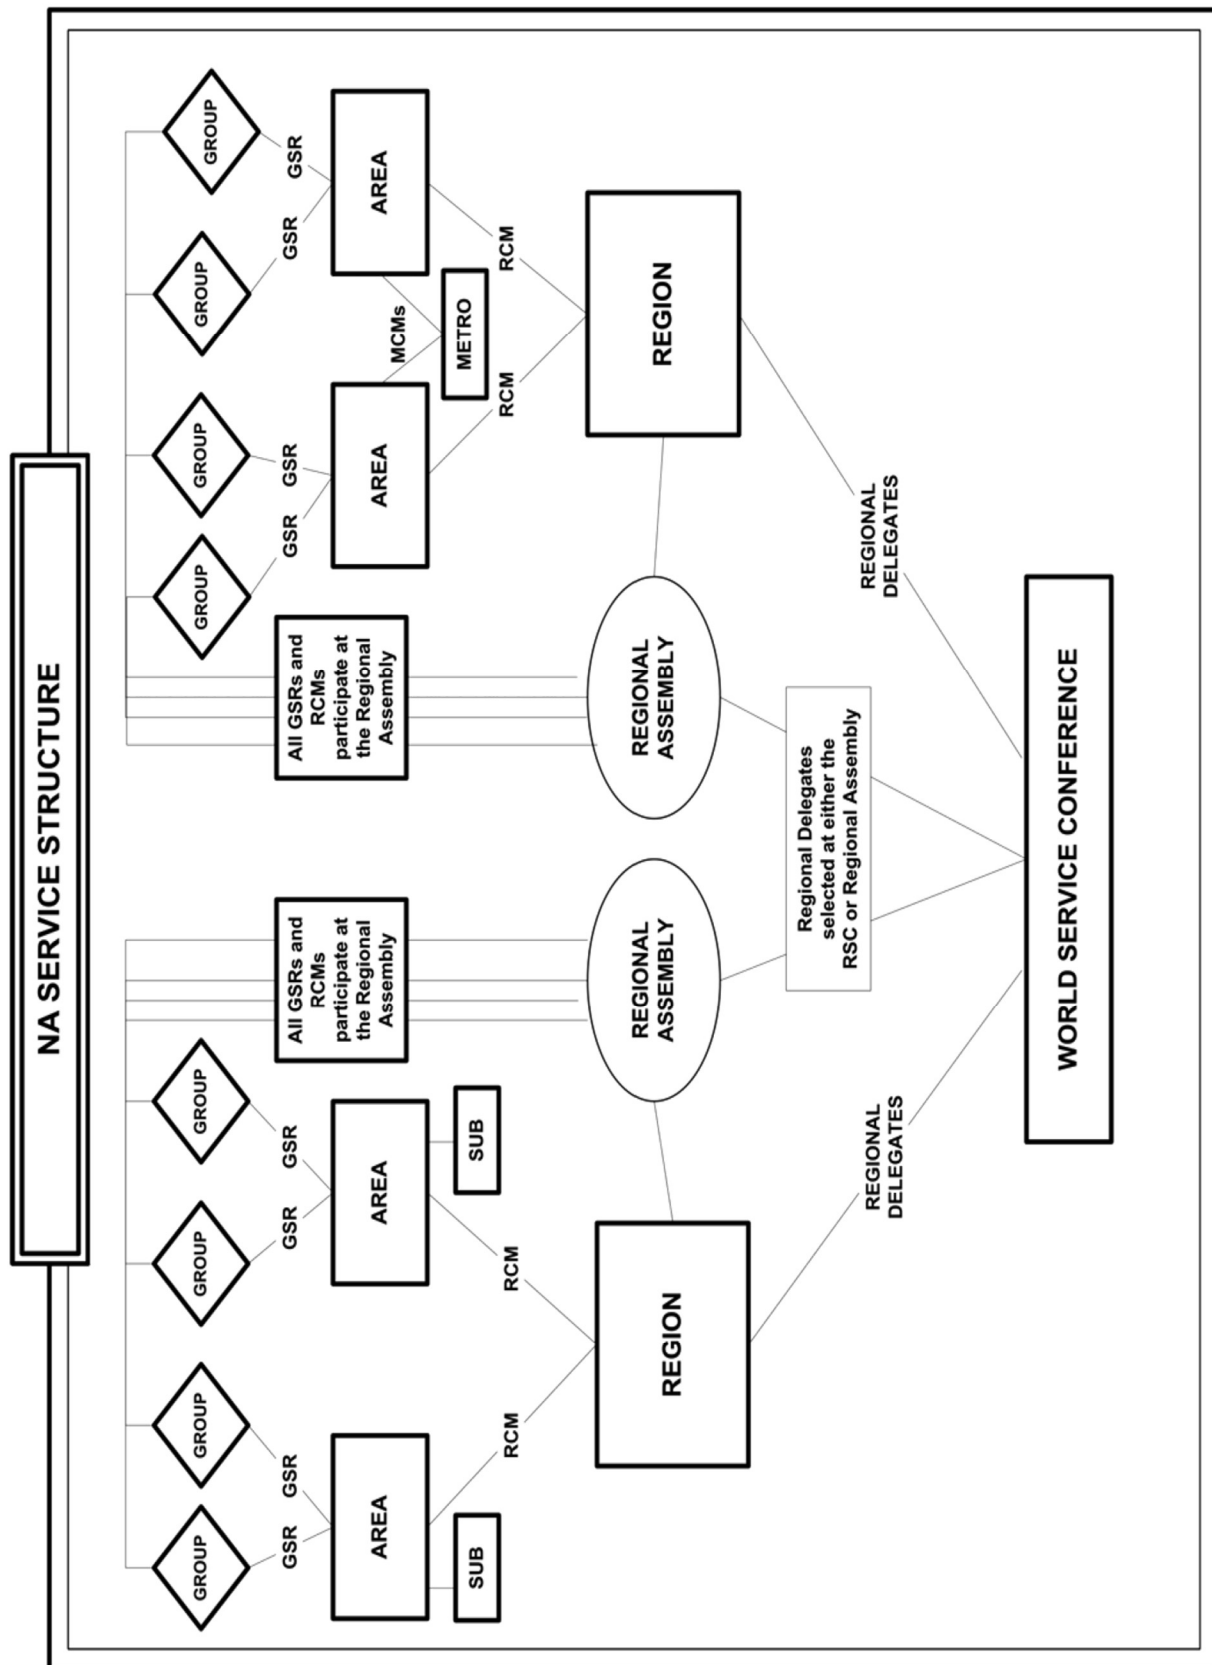 NA SERVICE STRUCTURE
GROUP
GROUP
GROUP
GROUP
GROUP
GROUP
GROUP
GROUP
GSR
GSR
GSR
GSR
GSR
GSR
GSR
GSR
All GSRs and
RCMs
participate at
the Regional
Assembly
All GSRs and
RCMs
participate at
the Regional
Assembly
AREA
AREA
AREA
AREA
MCMs
SUB
SUB
METRO
RCM
RCM
RCM
RCM
REGION
REGIONAL
ASSEMBLY
REGIONAL
ASSEMBLY
REGION
Regional Delegates
selected at either the
RSC or Regional Assembly
REGIONAL
DELEGATES
REGIONAL
DELEGATES
WORLD SERVICE CONFERENCE